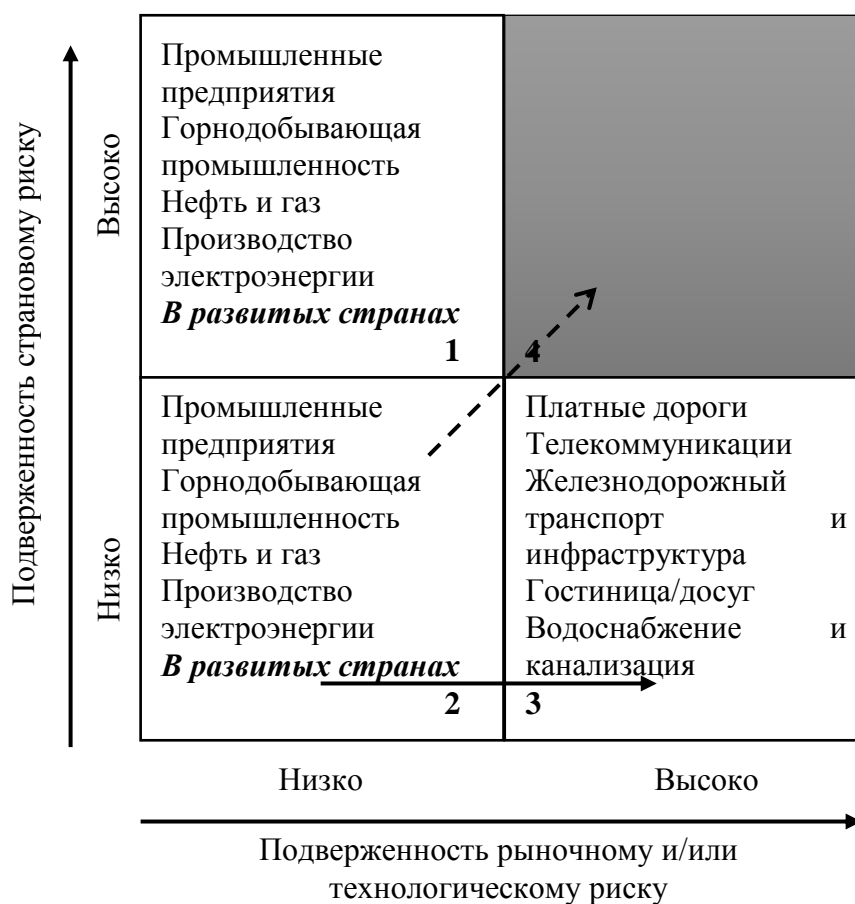 Подверженность страновому риску
Высоко
Низко
Промышленные
предприятия
Горнодобывающая
промышленность
Нефть и газ
Производство
электроэнергии
В развитых странах
1
4
Промышленные
предприятия
Горнодобывающая
промышленность
Нефть и газ
Производство
электроэнергии
В развитых странах
2
Платные дороги
Телекоммуникации
Железнодорожный
транспорт и
инфраструктура
Гостиница/досуг
Водоснабжение и
канализация
3
Низко
Высоко
Подверженность рыночному и/или
технологическому риску